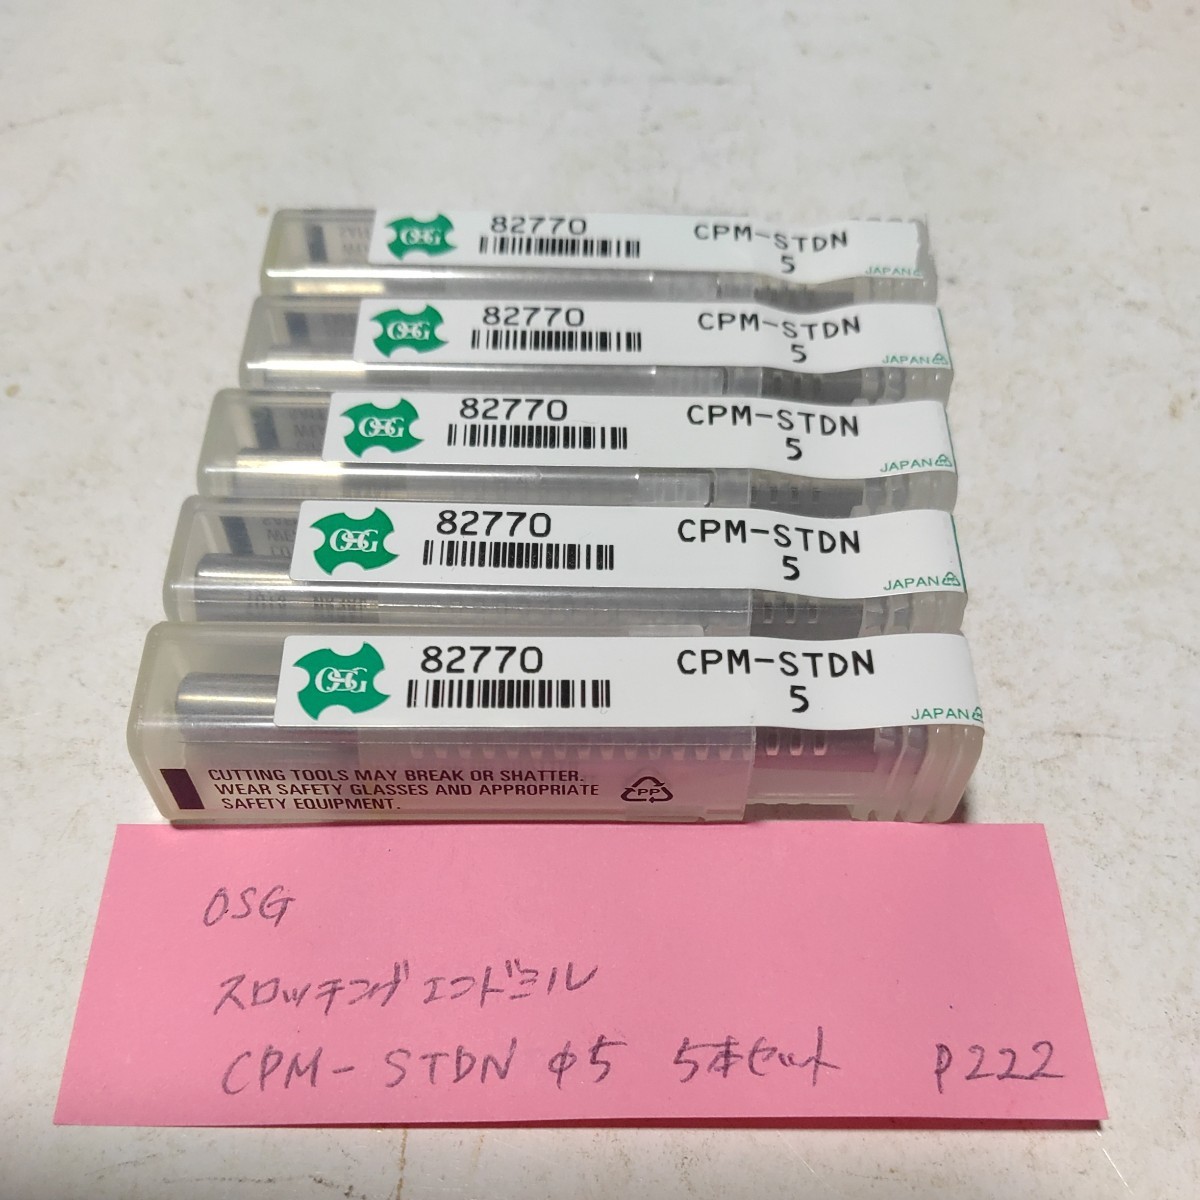 OSG 82770 CPM-STDN
5
JAPAN
OSG 82770 CPM-STDN
5
JAPAN
OSG 82770 CPM-STDN
5
JAPAN
OSG 82770 CPM-STDN
5
JAPAN
OSG 82770 CPM-STDN
5
JAPAN
CUTTING TOOLS MAY BREAK OR SHATTER.
WEAR SAFETY GLASSES AND APPROPRIATE
SAFETY EQUIPMENT.
PP
OSG
スロッチングエンドミル
CPM-STDN φ5 5本セット P222